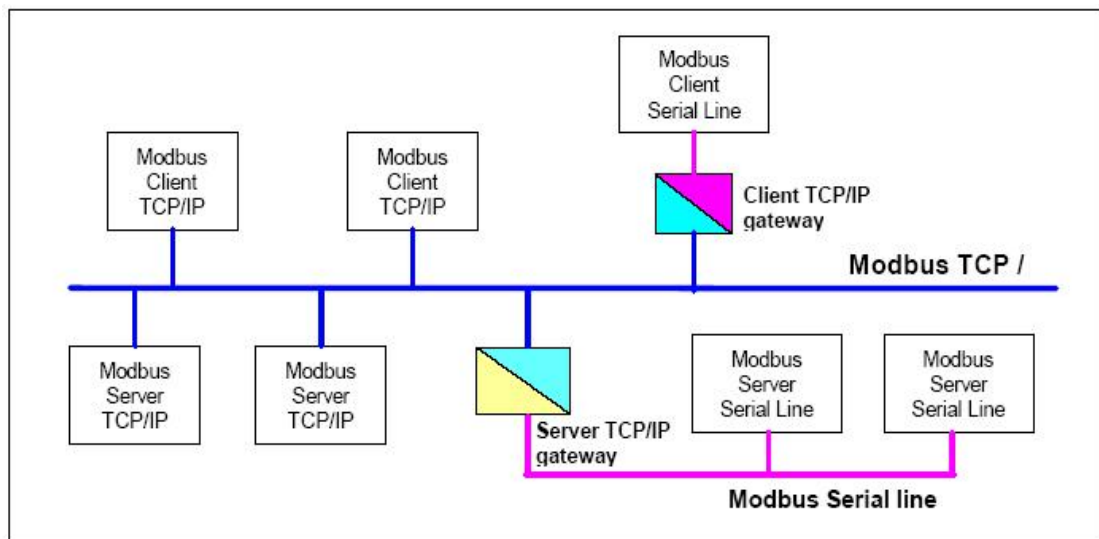 Modbus
Client
Serial Line
Modbus
Client
TCP/IP
Modbus
Client
TCP/IP
Client TCP/IP
gateway
Modbus TCP /
Modbus
Server
TCP/IP
Modbus
Server
TCP/IP
Server TCP/IP
gateway
Modbus
Server
Serial Line
Modbus
Server
Serial Line
Modbus Serial line